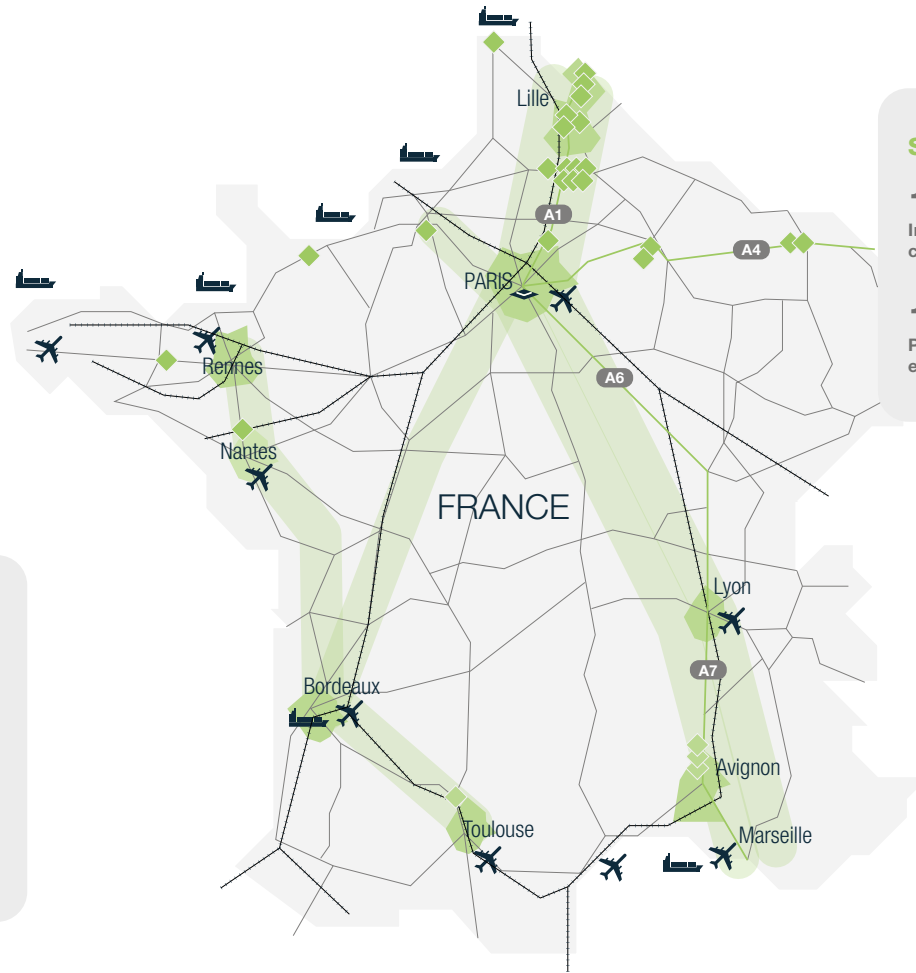 Lille
A1
A4
PARIS
A6
Rennes
Nantes
FRANCE
Lyon
A7
Bordeaux
Avignon
Toulouse
Marseille